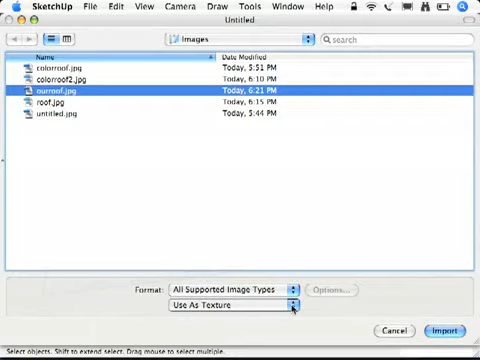 SketchUp File Edit View Camera Draw Tools Window Help
Untitled
Images
search
Name Date Modified
colorroof.jpg Today, 5:51 PM
colorroof2.jpg Today, 6:10 PM
ourroof.jpg Today, 6:21 PM
roof.jpg Today, 6:15 PM
untitled.jpg Today, 5:44 PM
Format: All Supported Image Types Options...
Use As Texture
Cancel Import
Select objects. Shift to extend select. Drag mouse to select multiple.